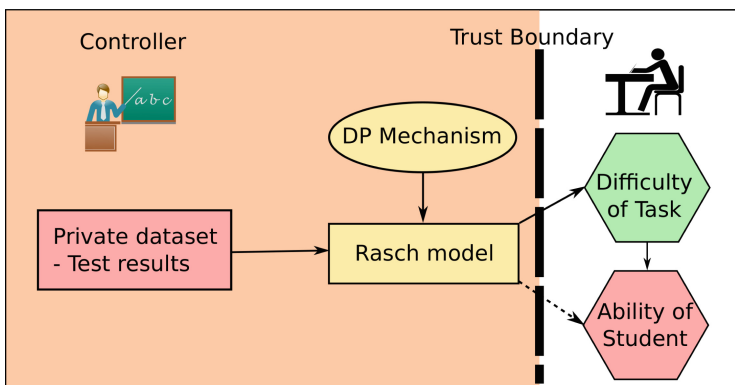 Controller
Trust Boundary
abc
DP Mechanism
Difficulty
of Task
Private dataset
- Test results
Rasch model
Ability of
Student